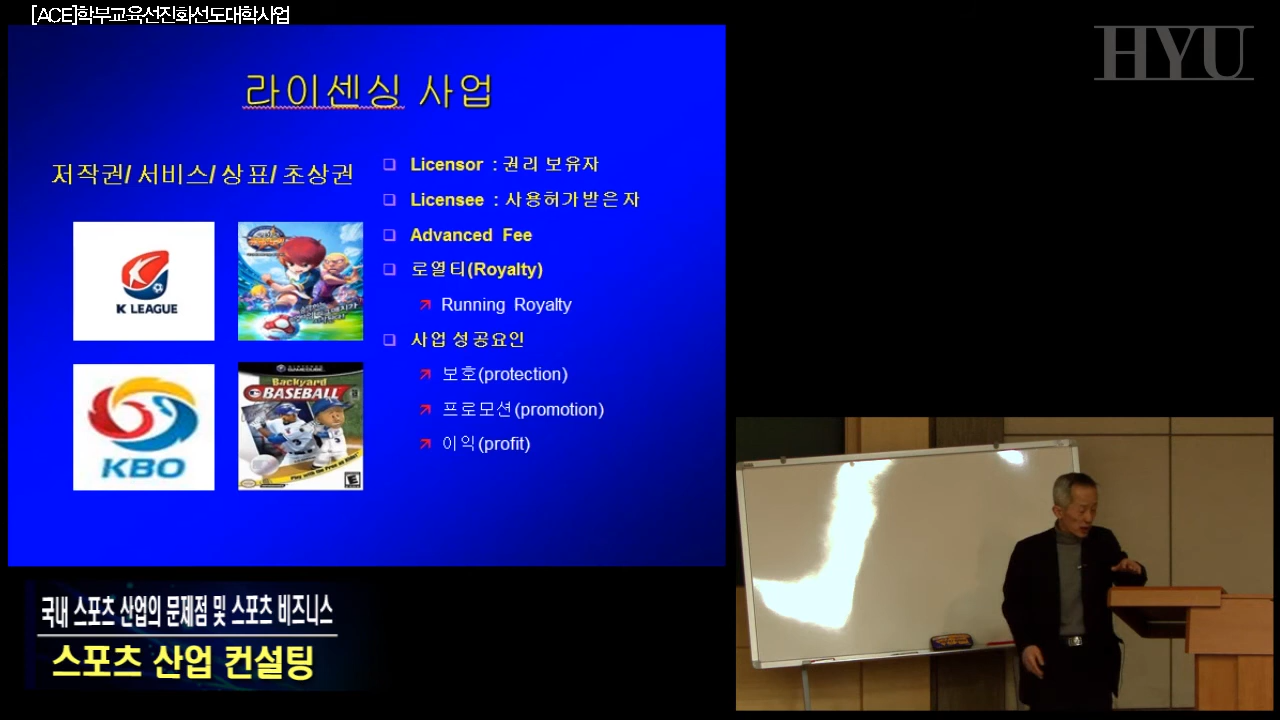 [ACE]학부교육선진화선도대학사업
HYU
라이센싱 사업
저작권/ 서비스/ 상표/ 초상권
K LEAGUE
KBO
Backyard
BASEBALL
E
❑ Licensor : 권리 보유자
❑ Licensee : 사용허가받은자
❑ Advanced Fee
❑ 로열티(Royalty)
Running Royalty
❑ 사업 성공요인
보호(protection)
프로모션(promotion)
이익(profit)
국내 스포츠 산업의 문제점 및 스포츠 비즈니스
스포츠 산업 컨설팅